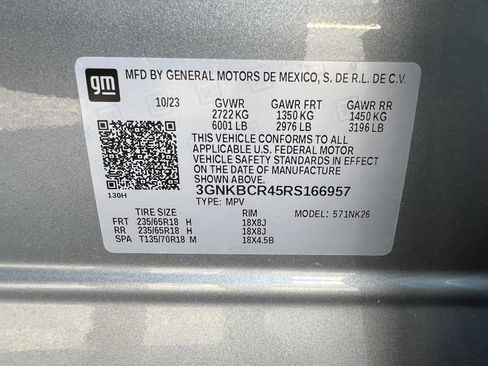 gm
MFD BY GENERAL MOTORS DE MEXICO, S. DE R.L. DE C.V.
10/23 GVWR GAWR FRT GAWR RR
2722 KG 1350 KG 1450 KG
6001 LB 2976 LB 3196 LB
THIS VEHICLE CONFORMS TO ALL APPLICABLE
U.S. FEDERAL MOTOR
VEHICLE SAFETY STANDARDS IN EFFECT ON THE
DATE OF MANUFACTURE SHOWN ABOVE.
3GNKBCR45RS166957
130H TYPE: MPV
TIRE SIZE RIM MODEL: 571NK26
FRT 235/65R18 H 18X8J
RR 235/65R18 H 18X8J
SPA T135/70R18 M 18X4.5B